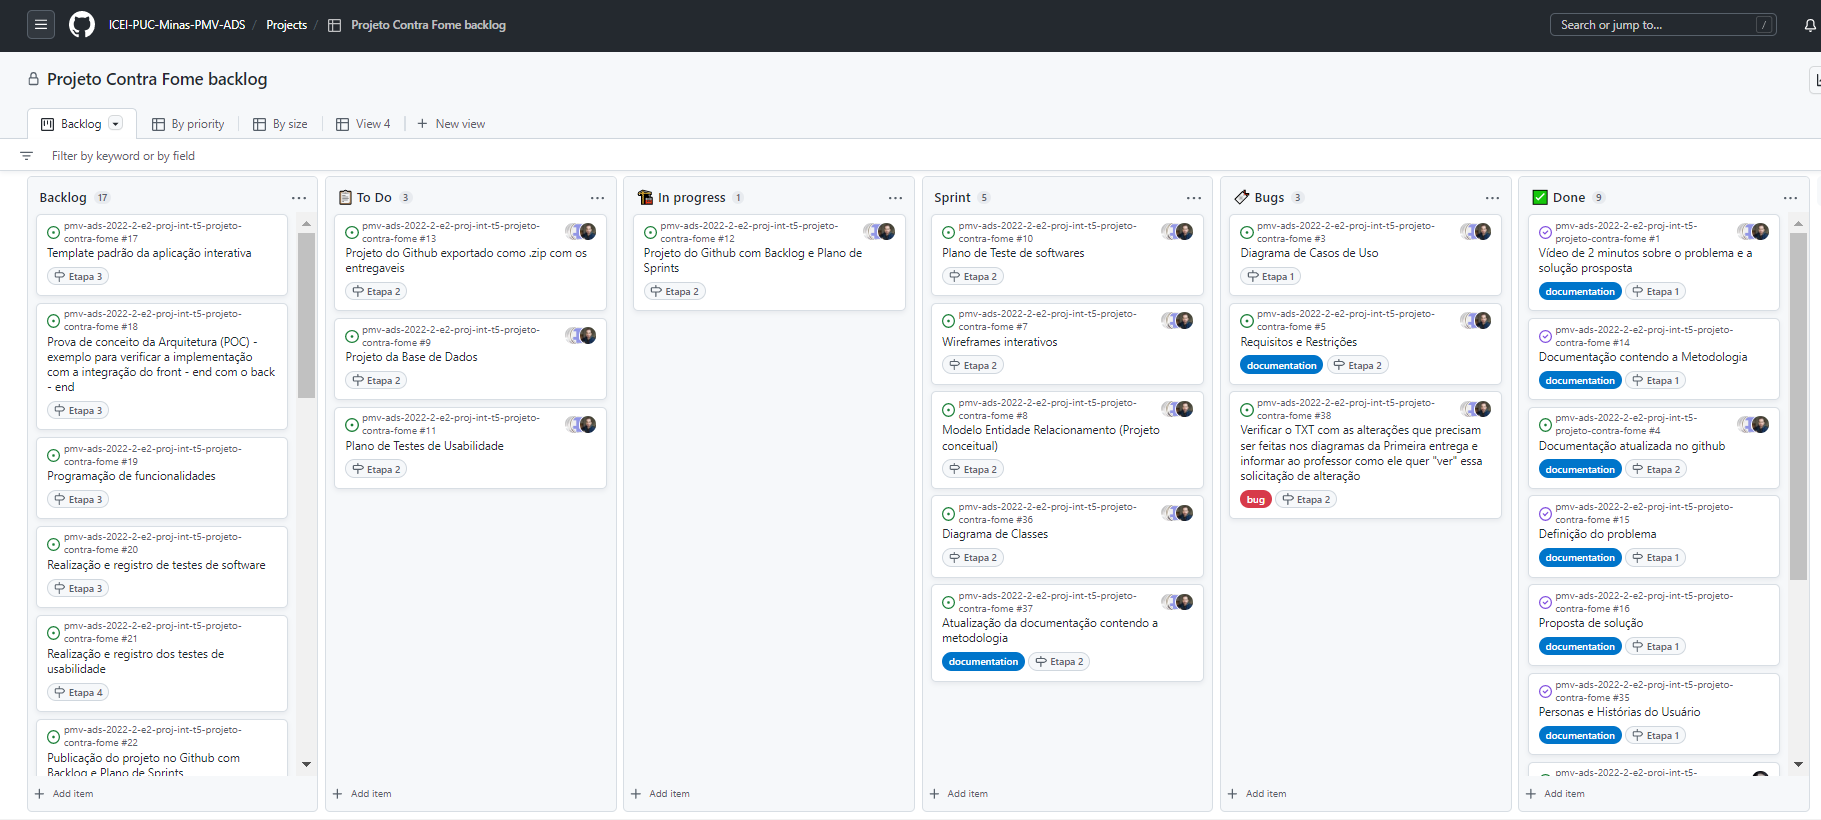 ICEI-PUC-Minas-PMV-ADS / Projects / Projeto Contra Fome backlog
Search or jump to... /
Projeto Contra Fome backlog
Backlog
By priority
By size
View 4
New view
Filter by keyword or by field
Backlog 17
pmv-ads-2022-2-e2-proj-int-t5-projeto-
contra-fome #17
Template padrão da aplicação interativa
Etapa 3
pmv-ads-2022-2-e2-proj-int-t5-projeto-
contra-fome #18
Prova de conceito da Arquitetura (POC) -
exemplo para verificar a implementação
com a integração do front - end com o back
- end
Etapa 3
pmv-ads-2022-2-e2-proj-int-t5-projeto-
contra-fome #19
Programação de funcionalidades
Etapa 3
pmv-ads-2022-2-e2-proj-int-t5-projeto-
contra-fome #20
Realização e registro de testes de software
Etapa 3
pmv-ads-2022-2-e2-proj-int-t5-projeto-
contra-fome #21
Realização e registro dos testes de
usabilidade
Etapa 4
pmv-ads-2022-2-e2-proj-int-t5-projeto-
contra-fome #22
Publicação do projeto no Github com
Backlog e Plano de Sprints
Add item
To Do 3
pmv-ads-2022-2-e2-proj-int-t5-projeto-
contra-fome #13
Projeto do Github exportado como .zip com os
entregaveis
Etapa 2
pmv-ads-2022-2-e2-proj-int-t5-projeto-
contra-fome #9
Projeto da Base de Dados
Etapa 2
pmv-ads-2022-2-e2-proj-int-t5-projeto-
contra-fome #11
Plano de Testes de Usabilidade
Etapa 2
Add item
In progress 1
pmv-ads-2022-2-e2-proj-int-t5-projeto-
contra-fome #12
Projeto do Github com Backlog e Plano de
Sprints
Etapa 2
Add item
Sprint 5
pmv-ads-2022-2-e2-proj-int-t5-projeto-
contra-fome #10
Plano de Teste de softwares
Etapa 2
pmv-ads-2022-2-e2-proj-int-t5-projeto-
contra-fome #7
Wireframes interativos
Etapa 2
pmv-ads-2022-2-e2-proj-int-t5-projeto-
contra-fome #8
Modelo Entidade Relacionamento (Projeto
conceitual)
Etapa 2
pmv-ads-2022-2-e2-proj-int-t5-projeto-
contra-fome #36
Diagrama de Classes
Etapa 2
pmv-ads-2022-2-e2-proj-int-t5-projeto-
contra-fome #37
Atualização da documentação contendo a
metodologia
documentation Etapa 2
Add item
Bugs 3
pmv-ads-2022-2-e2-proj-int-t5-projeto-
contra-fome #3
Diagrama de Casos de Uso
Etapa 1
pmv-ads-2022-2-e2-proj-int-t5-projeto-
contra-fome #5
Requisitos e Restrições
documentation Etapa 2
pmv-ads-2022-2-e2-proj-int-t5-projeto-
contra-fome #38
Verificar o TXT com as alterações que precisam
ser feitas nos diagramas da Primeira entrega e
informar ao professor como ele quer "ver" essa
solicitação de alteração
bug Etapa 2
Add item
Done 9
pmv-ads-2022-2-e2-proj-int-t5-
projeto-contra-fome #1
Vídeo de 2 minutos sobre o problema e a
solução prosposta
documentation Etapa 1
pmv-ads-2022-2-e2-proj-int-t5-projeto-
contra-fome #14
Documentação contendo a Metodologia
documentation Etapa 1
pmv-ads-2022-2-e2-proj-int-t5-
projeto-contra-fome #4
Documentação atualizada no github
documentation Etapa 2
pmv-ads-2022-2-e2-proj-int-t5-projeto-
contra-fome #15
Definição do problema
documentation Etapa 1
pmv-ads-2022-2-e2-proj-int-t5-projeto-
contra-fome #16
Proposta de solução
documentation Etapa 1
pmv-ads-2022-2-e2-proj-int-t5-projeto-
contra-fome #35
Personas e Histórias do Usuário
documentation Etapa 1
pmv-ads-2022-2-e2-proj-int-t5-
Add item